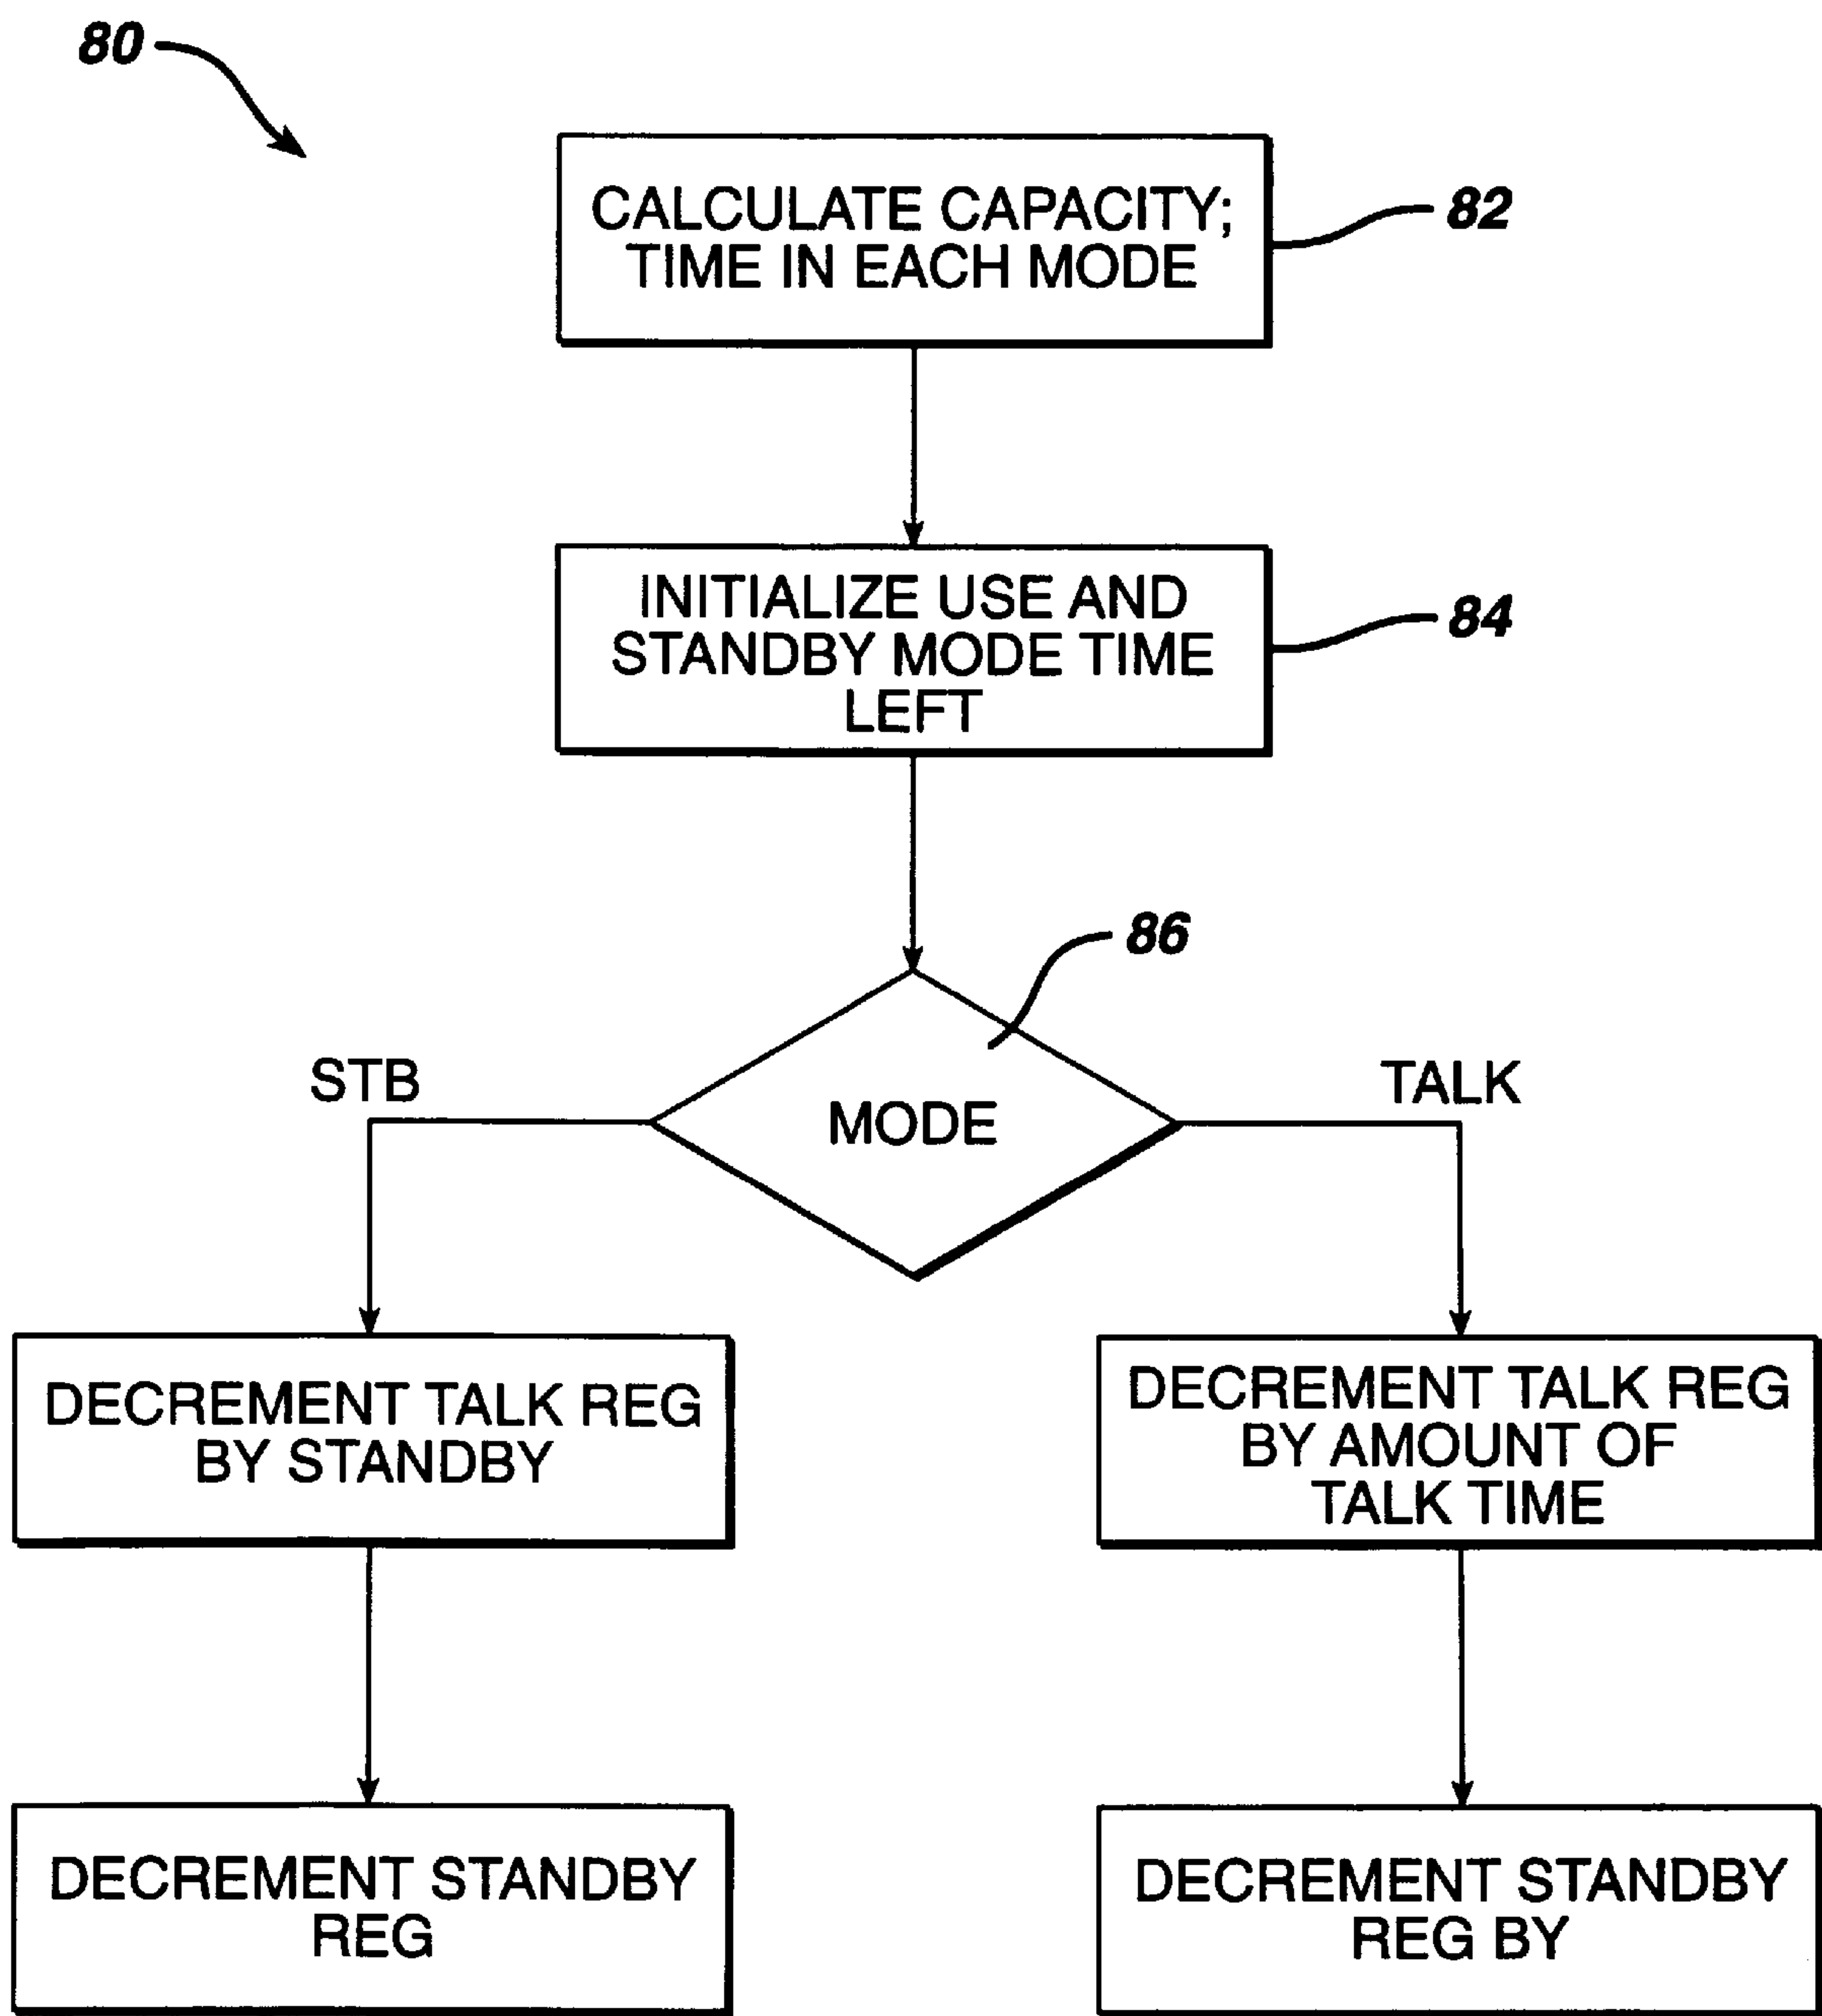 80
CALCULATE CAPACITY;
TIME IN EACH MODE
82
INITIALIZE USE AND
STANDBY MODE TIME
LEFT
84
86
STB
MODE
TALK
DECREMENT TALK REG
BY STANDBY
DECREMENT TALK REG
BY AMOUNT OF
TALK TIME
DECREMENT STANDBY
REG
DECREMENT STANDBY
REG BY